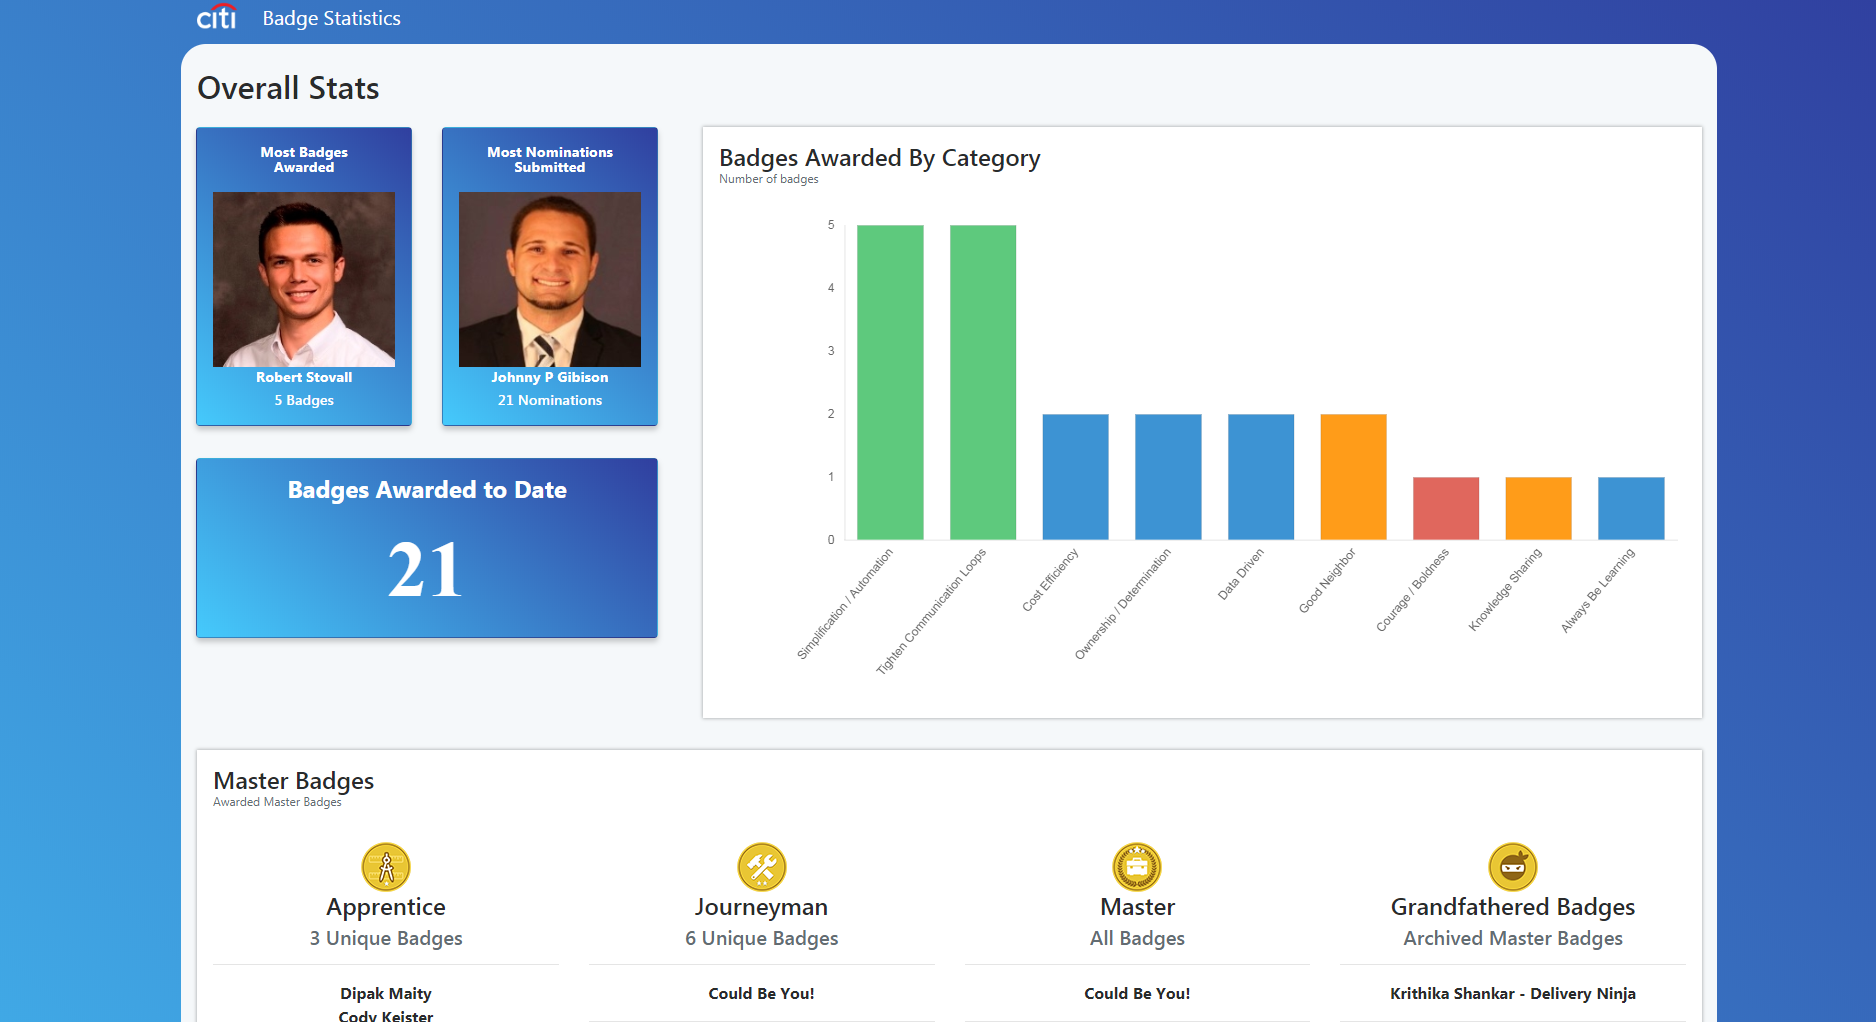 citi
Badge Statistics
Overall Stats
Most Badges
Awarded
Robert Stovall
5 Badges
Most Nominations
Submitted
Johnny P Gibison
21 Nominations
Badges Awarded to Date
21
Badges Awarded By Category
Number of badges
5
4
3
2
1
0
Simplification / Automation
Tighten Communication Loops
Cost Efficiency
Ownership / Determination
Data Driven
Good Neighbor
Courage / Boldness
Knowledge Sharing
Always Be Learning
Master Badges
Awarded Master Badges
Apprentice
3 Unique Badges
Dipak Maity
Cody Keister
Journeyman
6 Unique Badges
Could Be You!
Master
All Badges
Could Be You!
Grandfathered Badges
Archived Master Badges
Krithika Shankar - Delivery Ninja